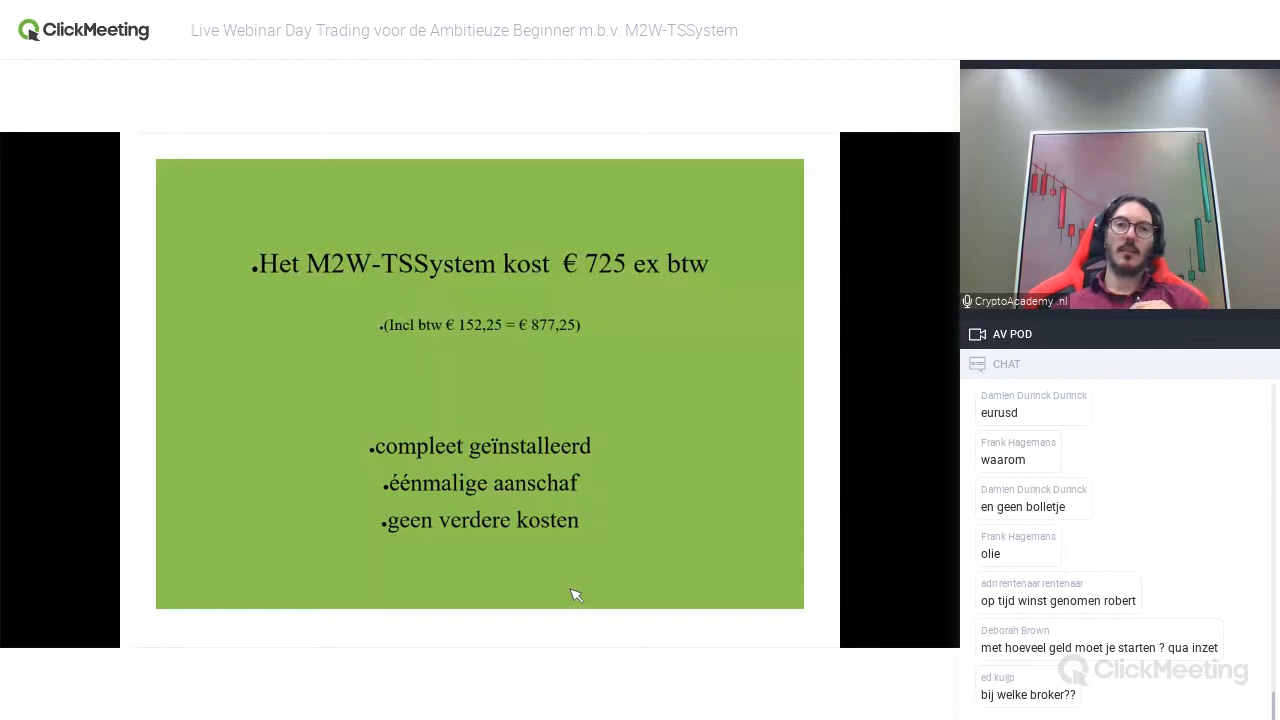 ClickMeeting
Live Webinar Day Trading voor de Ambitieuze Beginner m.b.v. M2W-TSSystem
.Het M2W-TSSystem kost € 725 ex btw
.(Incl btw € 152,25 = € 877,25)
.compleet geïnstalleerd
.éénmalige aanschaf
.geen verdere kosten
CryptoAcademy .nl
AV POD
CHAT
Damien Durinck Durinck
eurusd
Frank Hagemans
waarom
Damien Durinck Durinck
en geen bolletje
Frank Hagemans
olie
adri rentenaar rentenaar
op tijd winst genomen robert
Deborah Brown
met hoeveel geld moet je starten ? qua inzet
ClickMeeting
ed kuijp
bij welke broker??